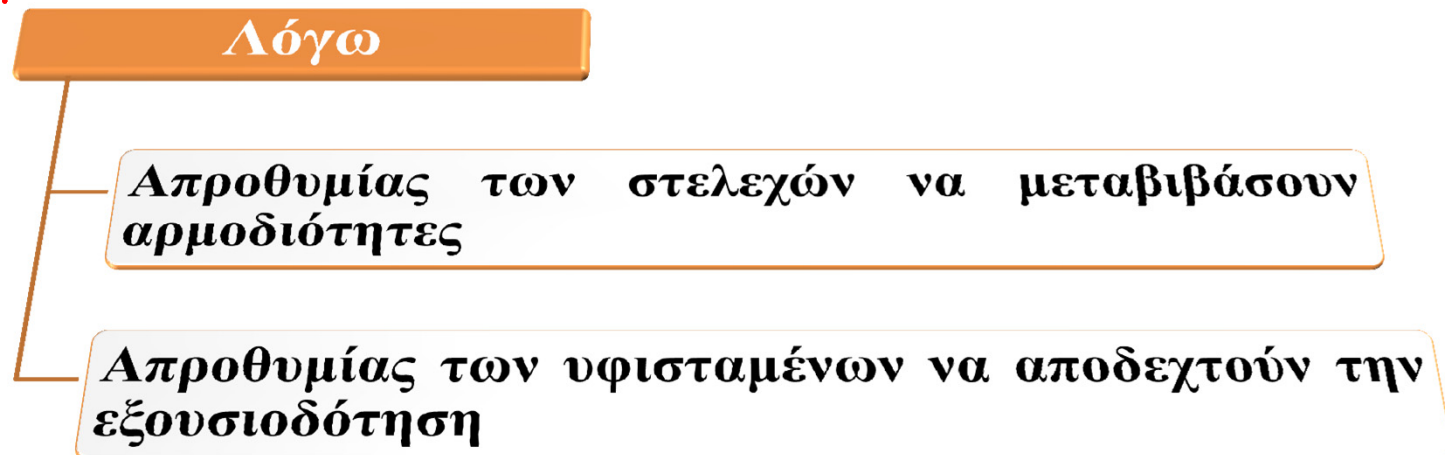 Λόγω
Απροθυμίας των στελεχών να μεταβιβάσουν
αρμοδιότητες
Απροθυμίας των υφισταμένων να αποδεχτούν την
εξουσιοδότηση